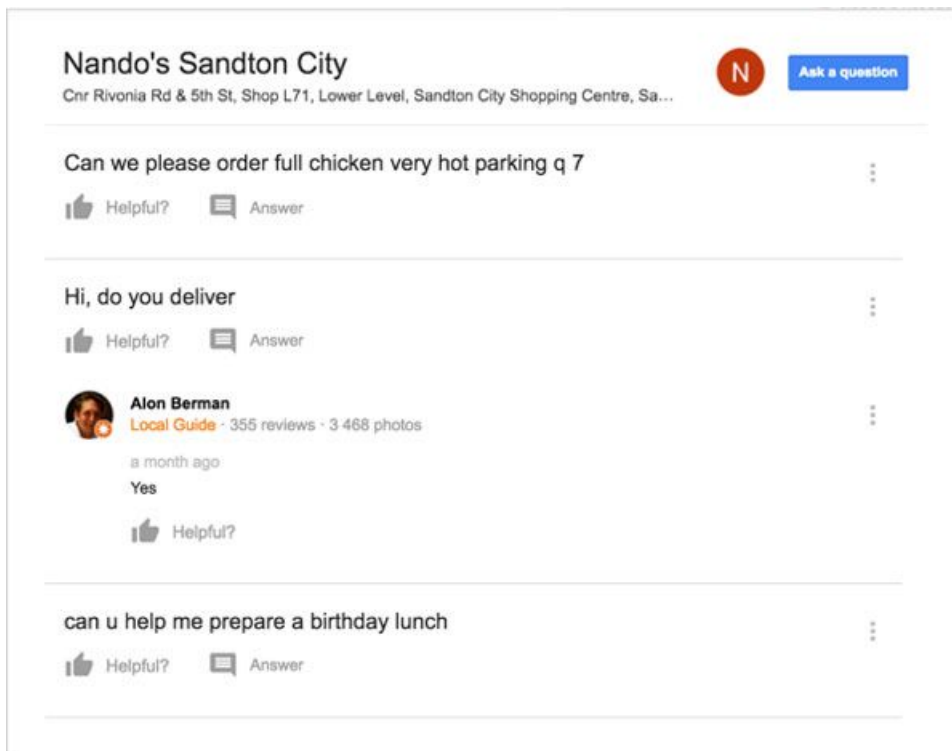 Nando's Sandton City
Cnr Rivonia Rd & 5th St, Shop L71, Lower Level, Sandton City Shopping Centre, Sa...
N
Ask a question
Can we please order full chicken very hot parking q 7
Helpful?
Answer
Hi, do you deliver
Helpful?
Answer
Alon Berman
Local Guide · 355 reviews · 3 468 photos
a month ago
Yes
Helpful?
can u help me prepare a birthday lunch
Helpful?
Answer